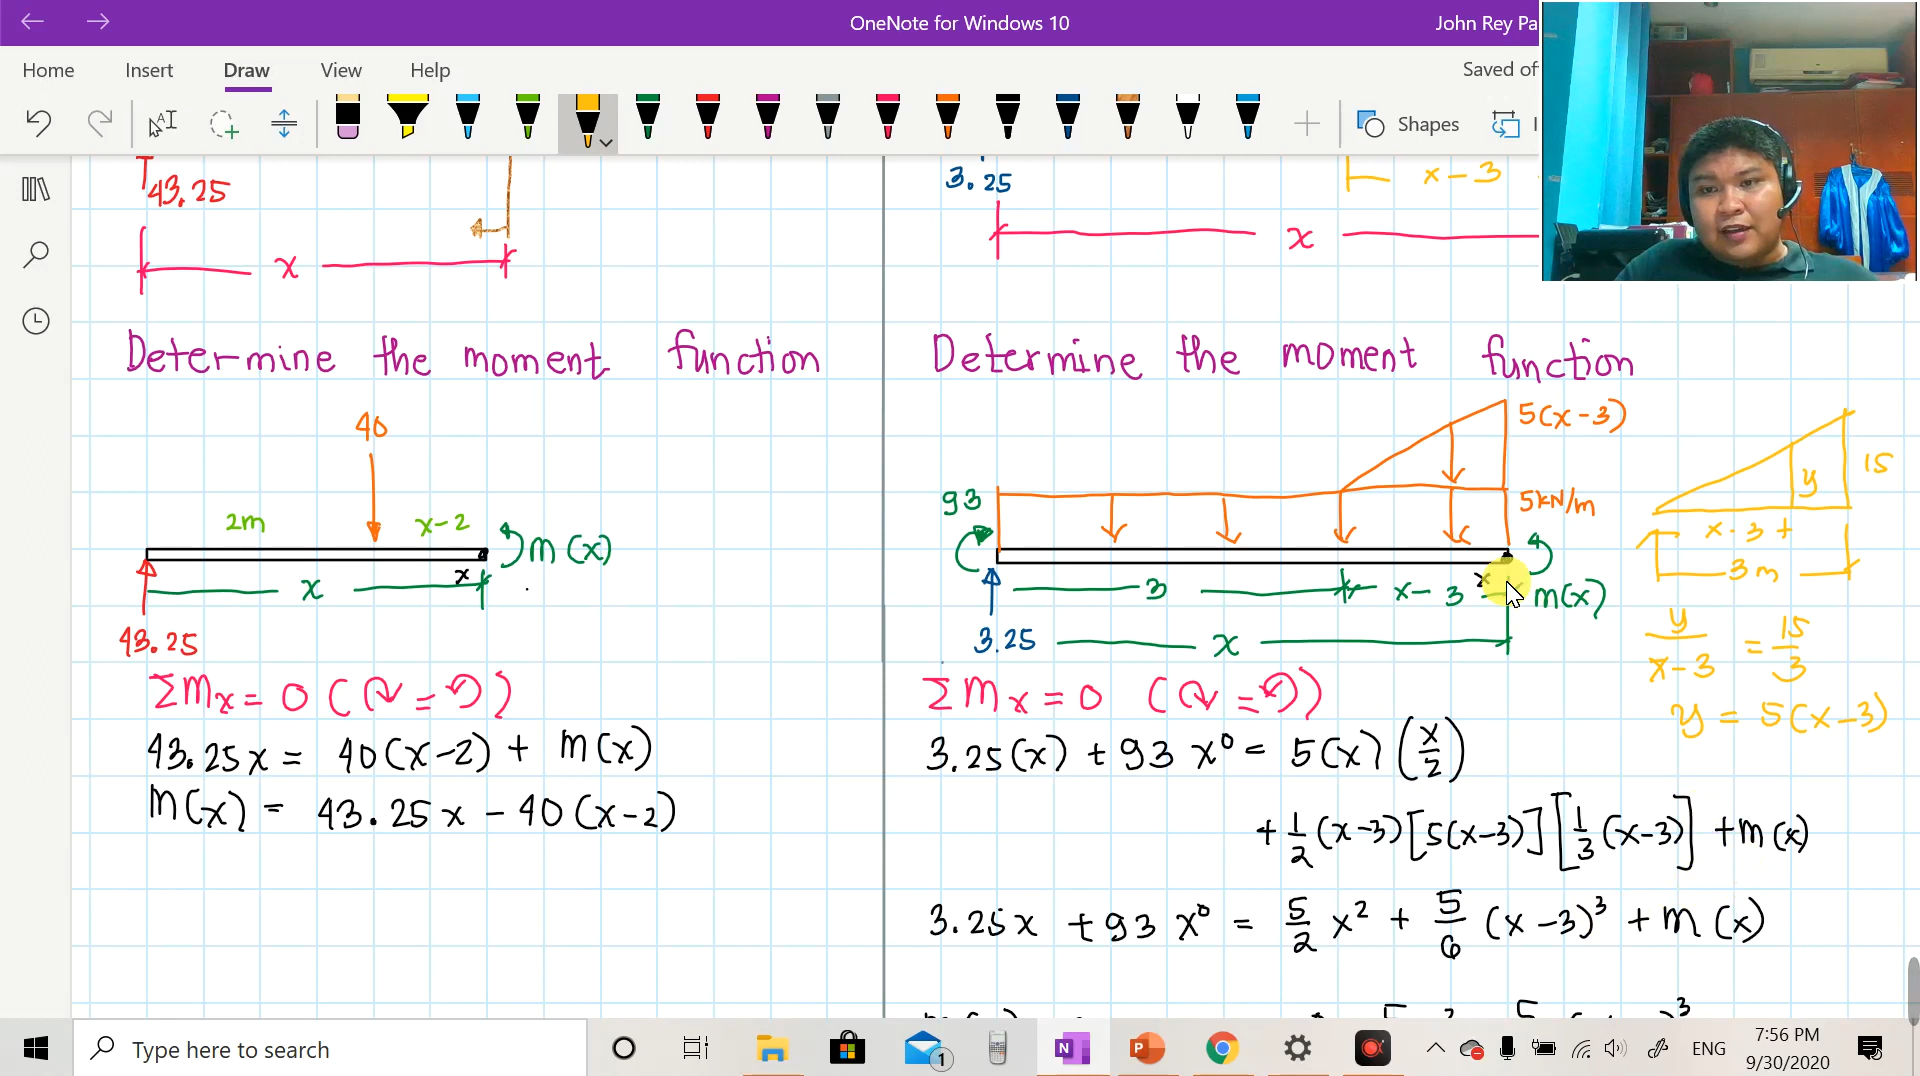 OneNote for Windows 10
John Rey Pa
Home Insert Draw View Help
Saved of
Shapes
43.25
x
3.25
x - 3
x
Determine the moment function
40
2m
x-2
m(x)
x
x
43.25
ΣMx = 0 (↻ = ↺)
43.25x = 40(x-2) + m(x)
m(x) = 43.25x - 40(x-2)
Determine the moment function
5(x-3)
93
5kN/m
3
x-3
x
m(x)
3.25
x
15
y
x-3
3m
y/(x-3) = 15/3
y = 5(x-3)
ΣMx = 0 (↻ = ↺)
3.25(x) + 93x⁰ = 5(x)(x/2)
+ 1/2(x-3)[5(x-3)][1/3(x-3)] + m(x)
3.25x + 93x⁰ = 5/2 x² + 5/6 (x-3)³ + m(x)
Type here to search
1
ENG
7:56 PM
9/30/2020